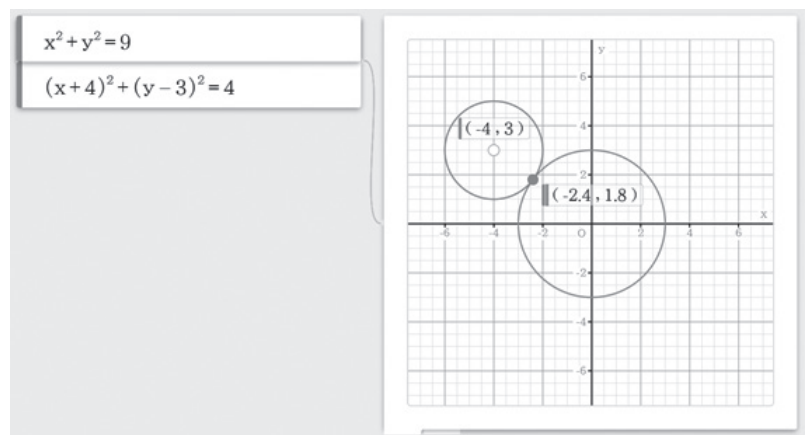 x²+y²=9
(x+4)²+(y−3)²=4
y
6
(-4,3)
4
2
(-2.4,1.8)
x
-6
-4
-2
O
2
4
6
-2
-4
-6